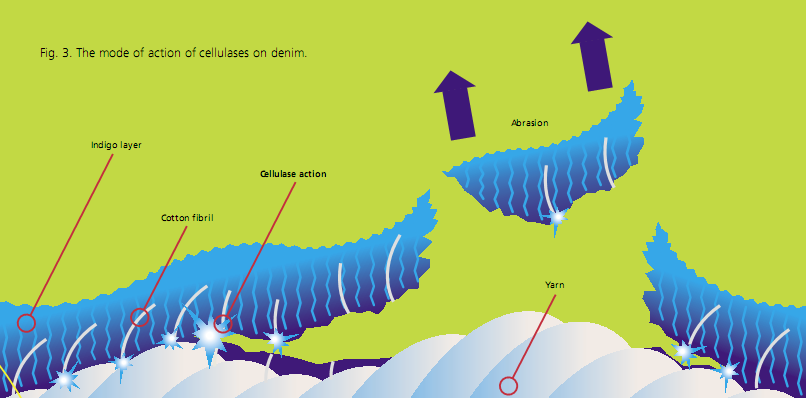 Fig. 3. The mode of action of cellulases on denim.
Abrasion
Indigo layer
Cellulase action
Cotton fibril
Yarn